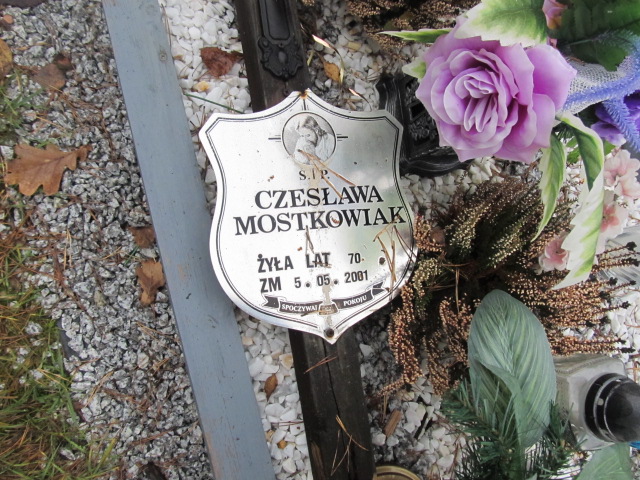 Ś.†P.
CZESŁAWA
MOSTKOWIAK
ŻYŁA LAT 70.
ZM 5.05.2001
SPOCZYWAJ W POKOJU